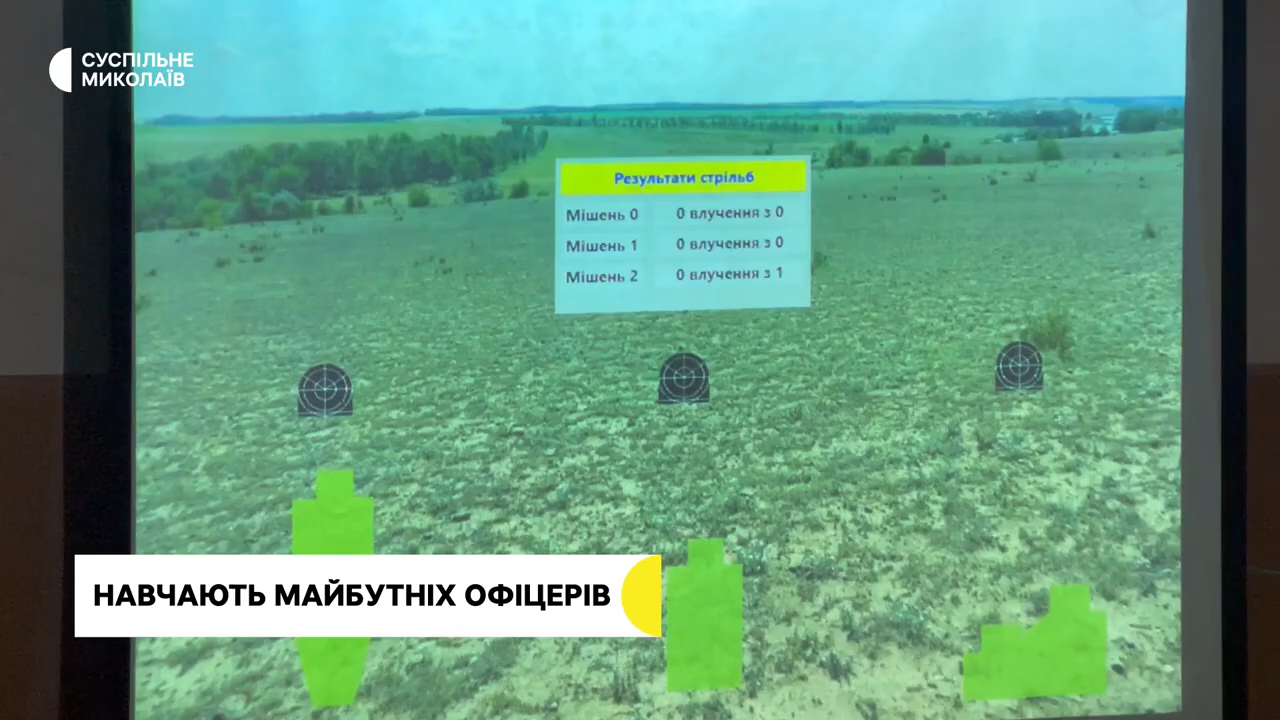 СУСПІЛЬНЕ
МИКОЛАЇВ
Результати стрільб
Мішень 0 0 влучення з 0
Мішень 1 0 влучення з 0
Мішень 2 0 влучення з 1
НАВЧАЮТЬ МАЙБУТНІХ ОФІЦЕРІВ